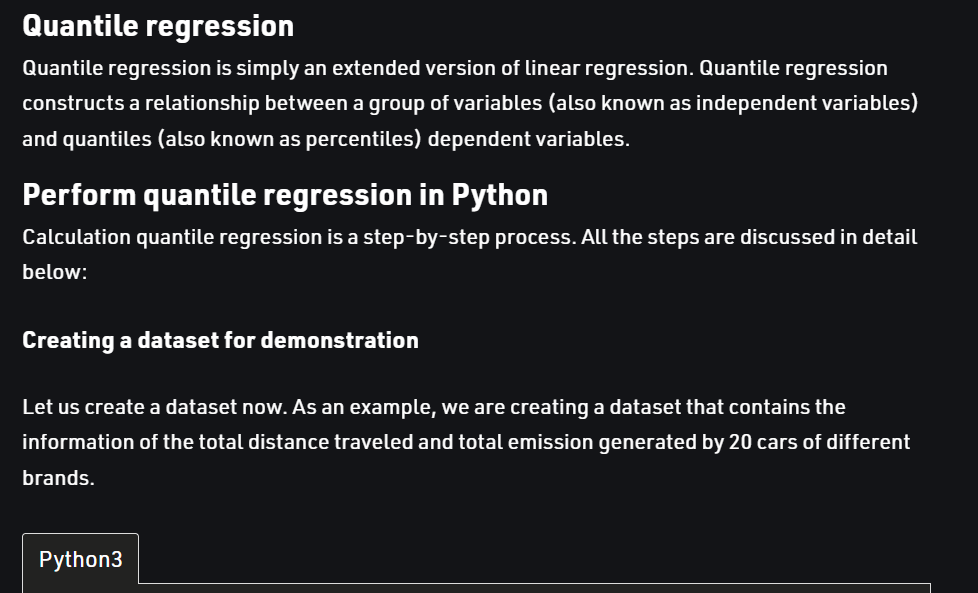 Quantile regression
Quantile regression is simply an extended version of linear regression. Quantile regression
constructs a relationship between a group of variables (also known as independent variables)
and quantiles (also known as percentiles) dependent variables.
Perform quantile regression in Python
Calculation quantile regression is a step-by-step process. All the steps are discussed in detail
below:
Creating a dataset for demonstration
Let us create a dataset now. As an example, we are creating a dataset that contains the
information of the total distance traveled and total emission generated by 20 cars of different
brands.
Python3